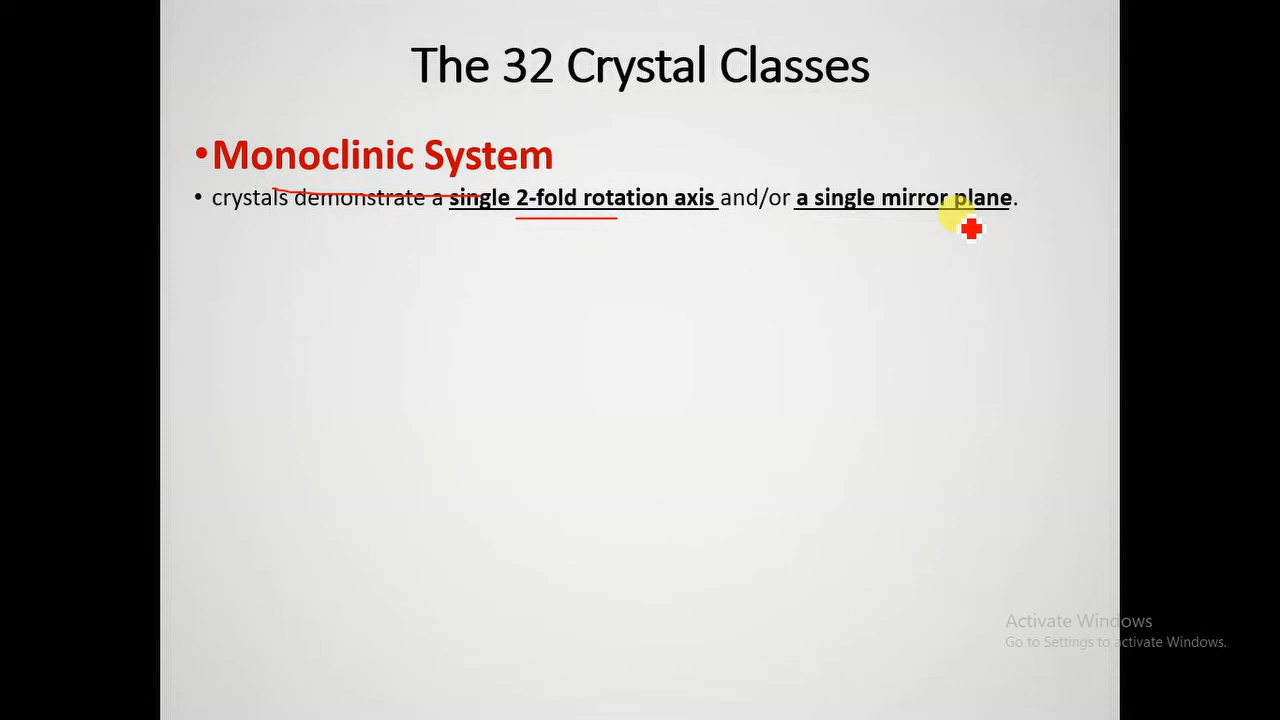 The 32 Crystal Classes
•Monoclinic System
• crystals demonstrate a single 2-fold rotation axis and/or a single mirror plane.
Activate Windows
Go to Settings to activate Windows.